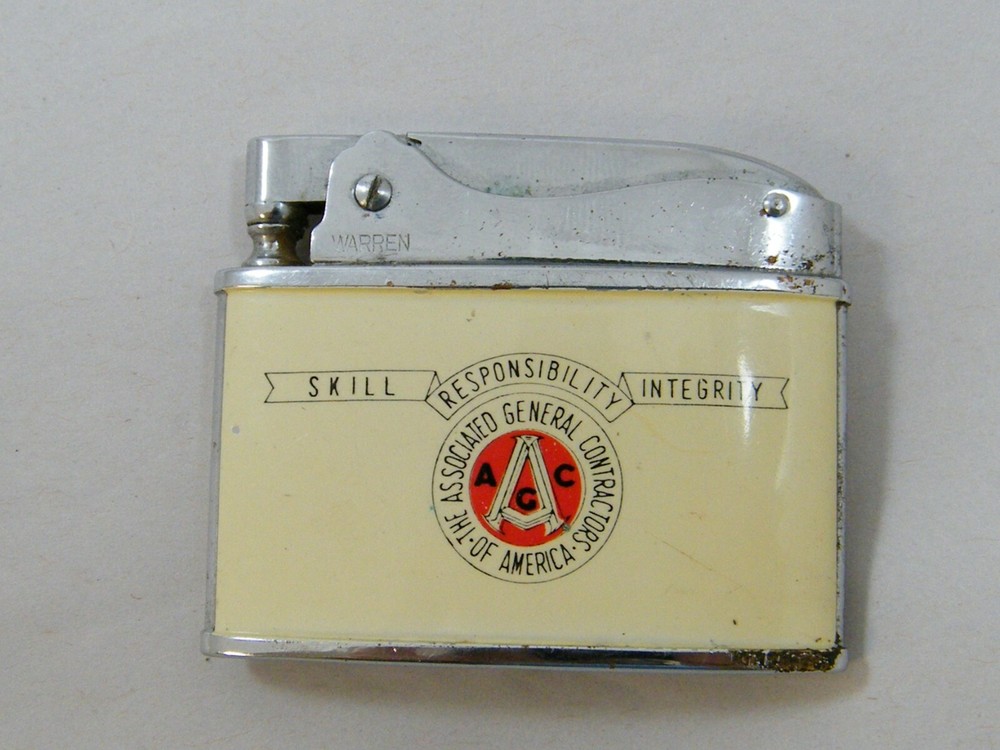 WARREN
SKILL RESPONSIBILITY INTEGRITY
THE ASSOCIATED GENERAL CONTRACTORS
· OF AMERICA ·
A G C